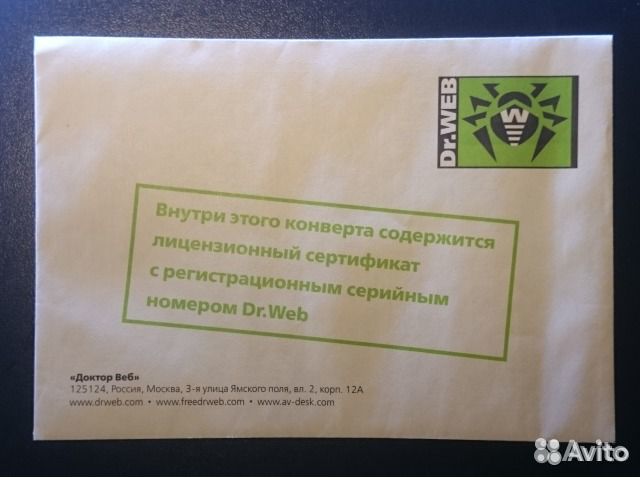 Dr.WEB
W
Внутри этого конверта содержится
лицензионный сертификат
с регистрационным серийным
номером Dr.Web
«Доктор Веб»
125124, Россия, Москва, 3-я улица Ямского поля, вл. 2, корп. 12А
www.drweb.com • www.freedrweb.com • www.av-desk.com
Avito